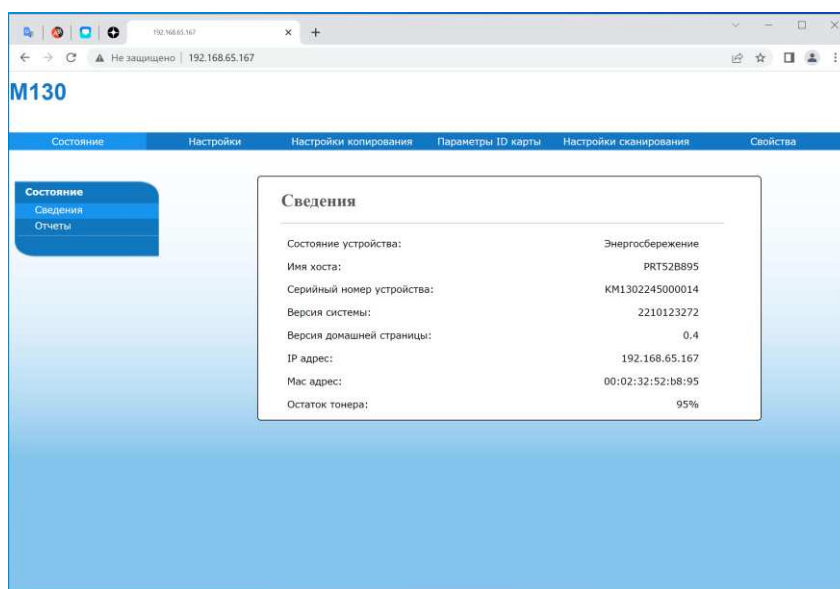 192.168.65.167
Не защищено 192.168.65.167
M130
Состояние Настройки Настройки копирования Параметры ID карты Настройки сканирования Свойства
Состояние
Сведения
Отчеты
Сведения
Состояние устройства: Энергосбережение
Имя хоста: PRT52B895
Серийный номер устройства: KM1302245000014
Версия системы: 2210123272
Версия домашней страницы: 0.4
IP адрес: 192.168.65.167
Mac адрес: 00:02:32:52:b8:95
Остаток тонера: 95%